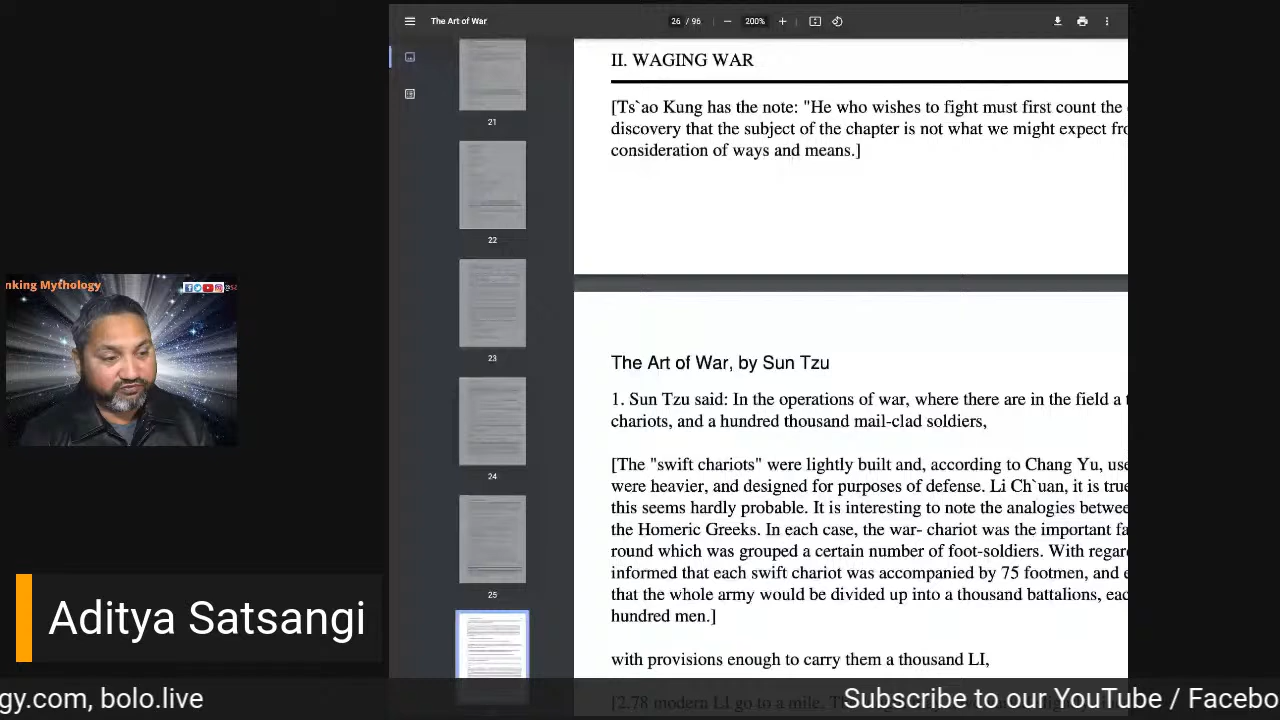 The Art of War
26 / 96
200%
21
22
23
24
25
II. WAGING WAR
[Ts`ao Kung has the note: "He who wishes to fight must first count the
discovery that the subject of the chapter is not what we might expect
consideration of ways and means.]
The Art of War, by Sun Tzu
1. Sun Tzu said: In the operations of war, where there are in the field a
chariots, and a hundred thousand mail-clad soldiers,
[The "swift chariots" were lightly built and, according to Chang Yu,
were heavier, and designed for purposes of defense. Li Ch`uan, it is true
this seems hardly probable. It is interesting to note the analogies
the Homeric Greeks. In each case, the war- chariot was the important
round which was grouped a certain number of foot-soldiers. With
informed that each swift chariot was accompanied by 75 footmen, and
that the whole army would be divided up into a thousand battalions,
hundred men.]
with provisions enough to carry them a thousand LI,
[2.78 modern LI go to a mile.
nking Mythology
Aditya Satsangi
gy.com, bolo.live
Subscribe to our YouTube / Facebo